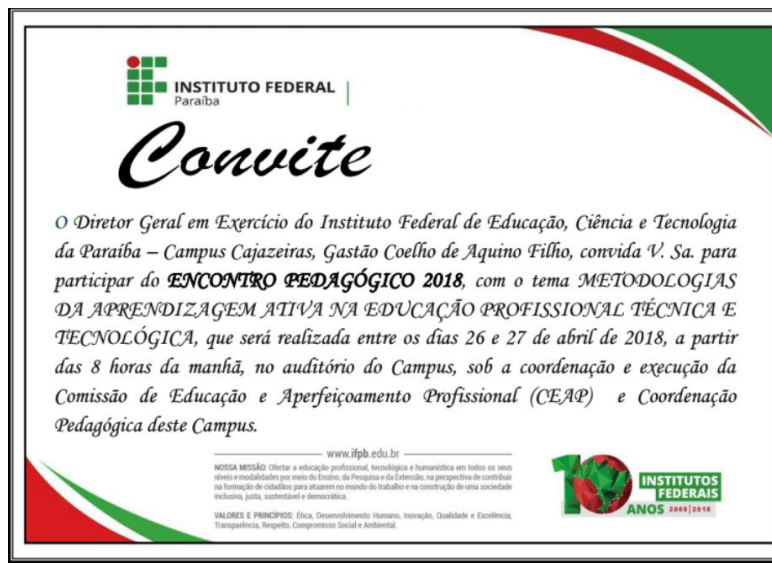 INSTITUTO FEDERAL
Paraíba
Convite
O Diretor Geral em Exercício do Instituto Federal de Educação, Ciência e Tecnologia
da Paraíba – Campus Cajazeiras, Gastão Coelho de Aquino Filho, convida V. Sa. para
participar do ENCONTRO PEDAGÓGICO 2018, com o tema METODOLOGIAS
DA APRENDIZAGEM ATIVA NA EDUCAÇÃO PROFISSIONAL TÉCNICA E
TECNOLÓGICA, que será realizada entre os dias 26 e 27 de abril de 2018, a partir
das 8 horas da manhã, no auditório do Campus, sob a coordenação e execução da
Comissão de Educação e Aperfeiçoamento Profissional (CEAP) e Coordenação
Pedagógica deste Campus.
www.ifpb.edu.br
NOSSA MISSÃO: Ofertar a educação profissional, tecnológica e humanística em todos os seus
níveis e modalidades por meio do Ensino, da Pesquisa e da Extensão, na perspectiva de contribuir
na formação de cidadãos para atuarem no mundo do trabalho e na construção de uma sociedade
inclusiva, justa, sustentável e democrática.
VALORES E PRINCÍPIOS: Ética, Desenvolvimento Humano, Inovação, Qualidade e Excelência,
Transparência, Respeito, Compromisso Social e Ambiental.
10
INSTITUTOS
FEDERAIS
ANOS 2008|2018